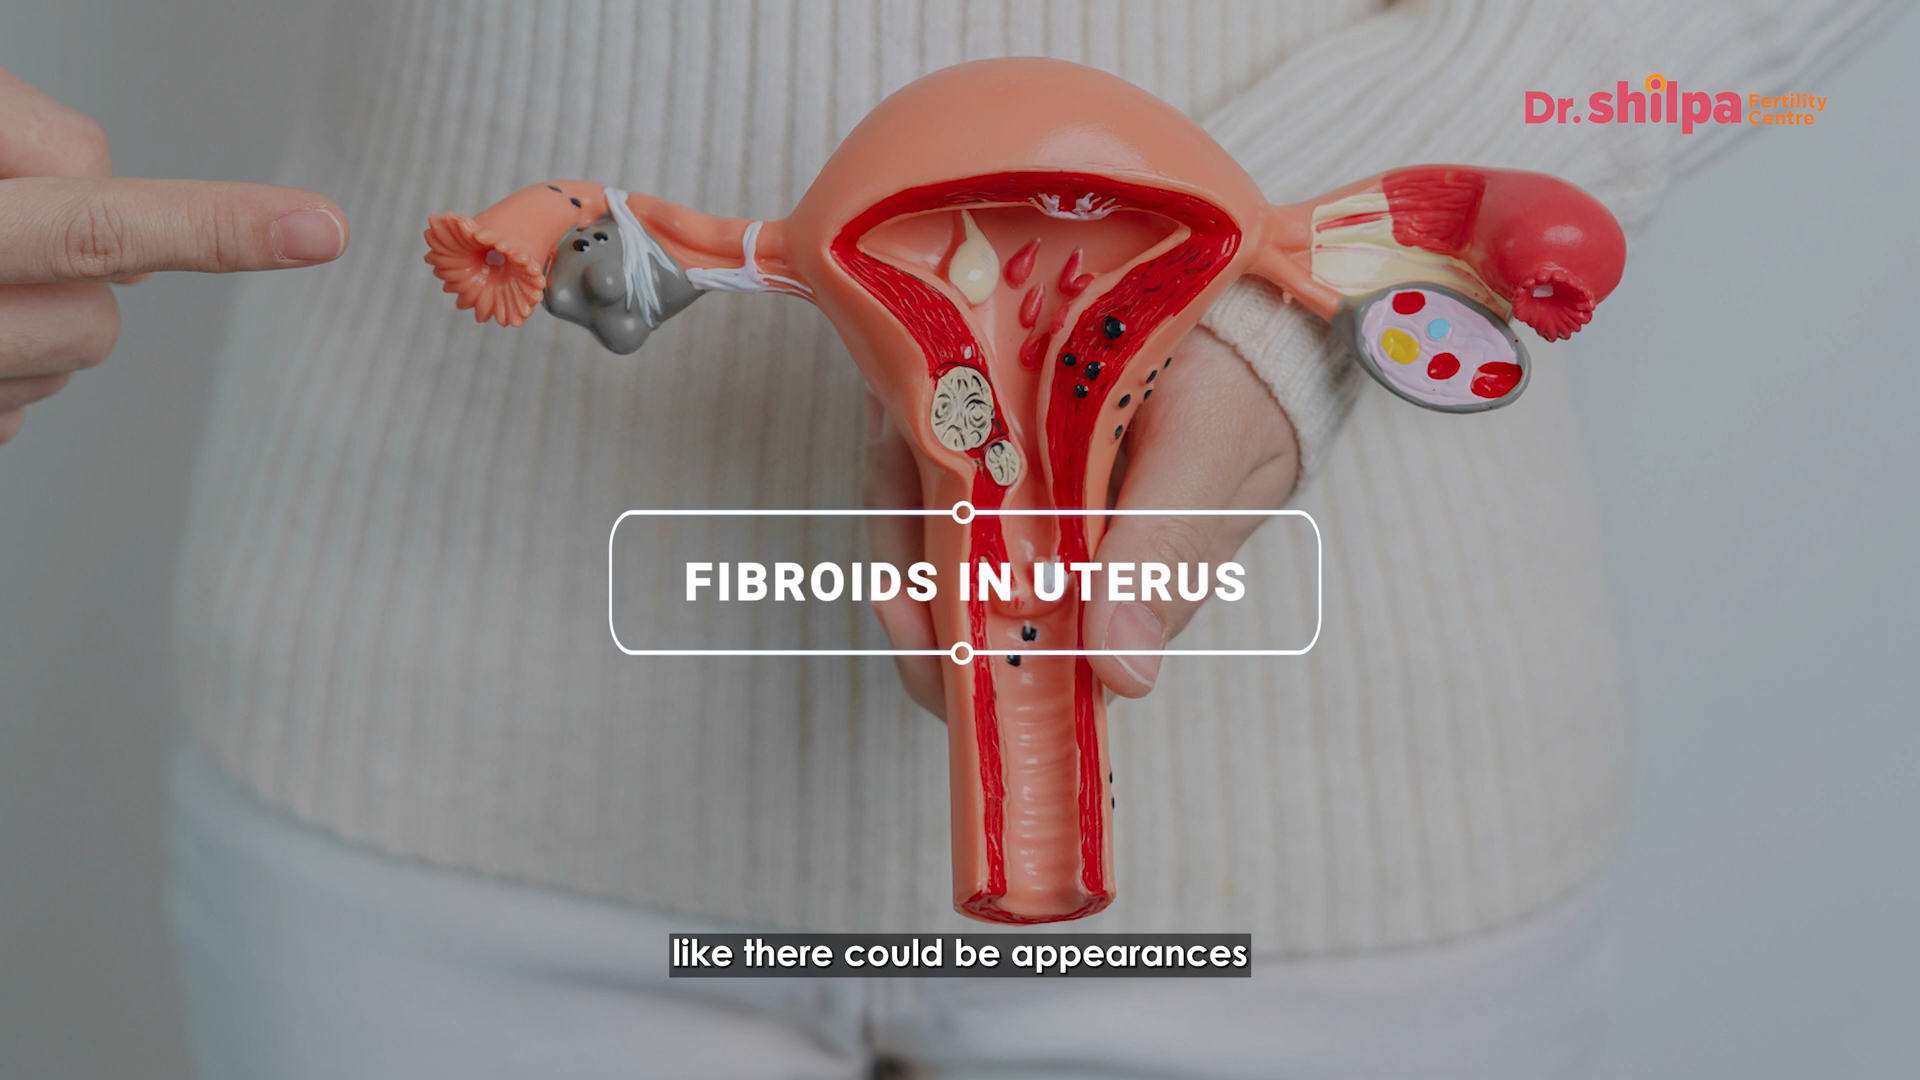 Dr. shilpa Fertility
Centre
FIBROIDS IN UTERUS
like there could be appearances